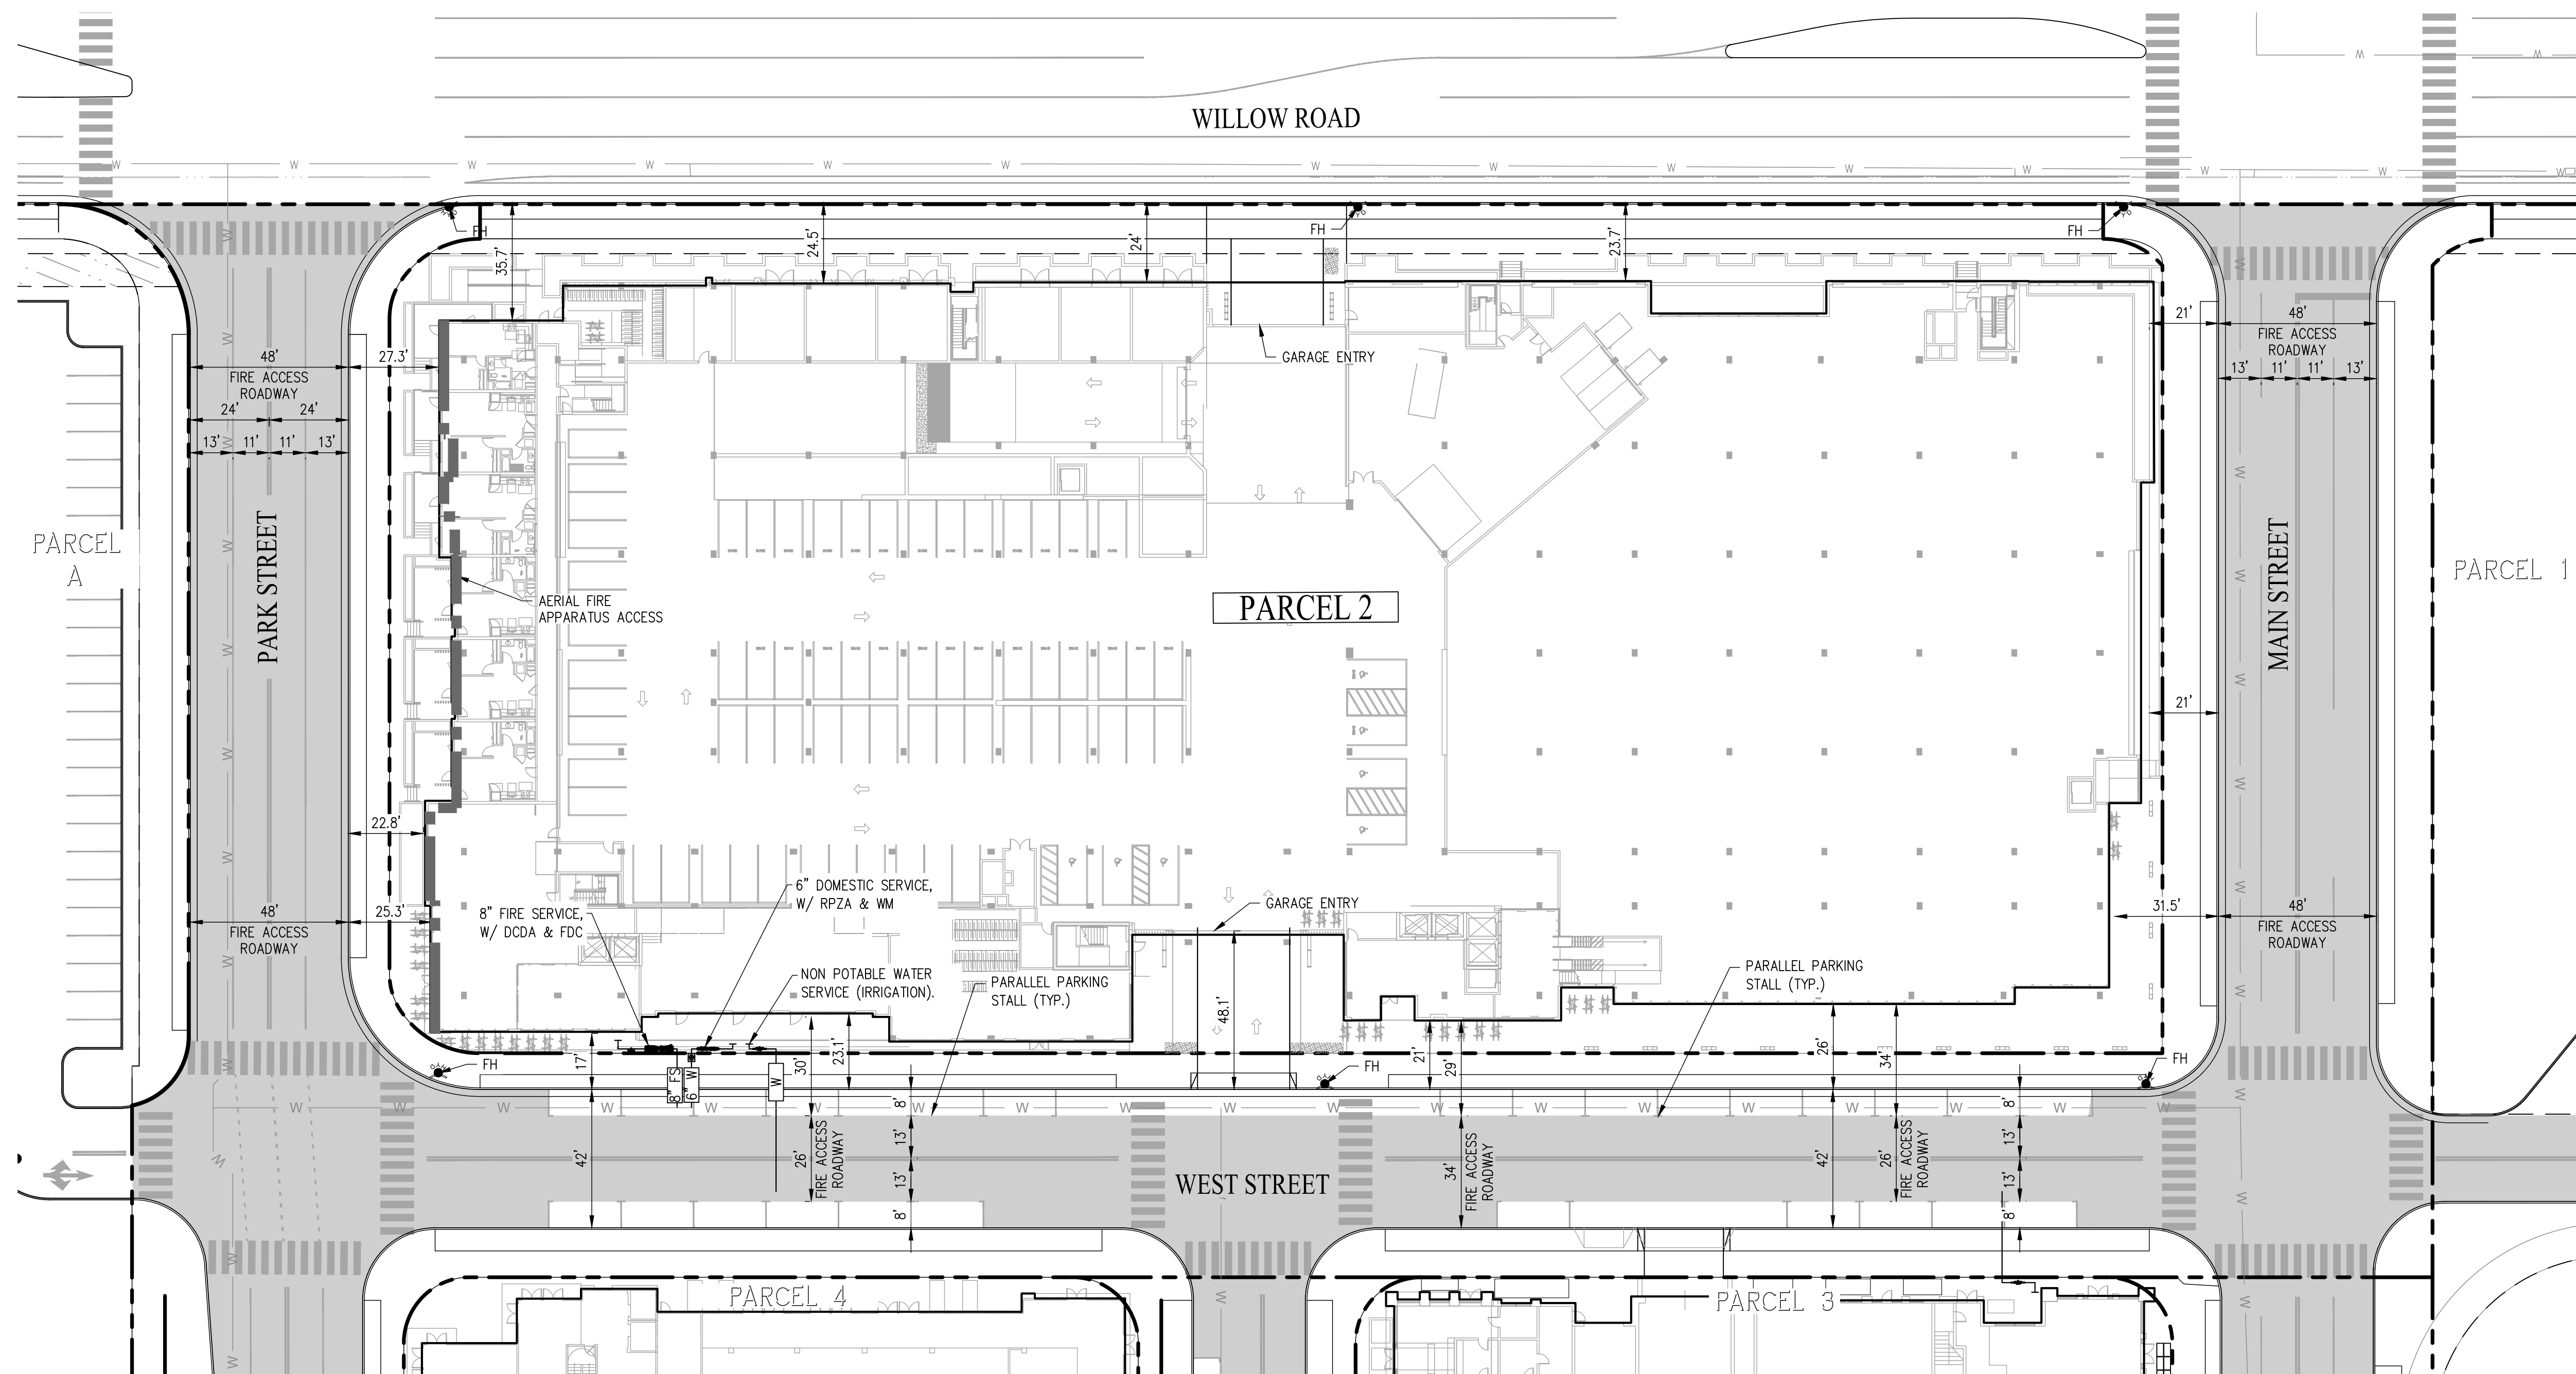 WILLOW ROAD
W W W W W W W W W W W W W W W W
FH
FH
FH
35.7'
24.5'
24'
23.7'
GARAGE ENTRY
48'
FIRE ACCESS
ROADWAY
27.3'
24' 24'
13' 11' 11' 13'
21'
48'
FIRE ACCESS
ROADWAY
13' 11' 11' 13'
PARCEL
A
PARK STREET
AERIAL FIRE
APPARATUS ACCESS
PARCEL 2
MAIN STREET
PARCEL 1
21'
22.8'
48'
FIRE ACCESS
ROADWAY
25.3'
8" FIRE SERVICE,
W/ DCDA & FDC
6" DOMESTIC SERVICE,
W/ RPZA & WM
NON POTABLE WATER
SERVICE (IRRIGATION).
PARALLEL PARKING
STALL (TYP.)
GARAGE ENTRY
48.1'
PARALLEL PARKING
STALL (TYP.)
31.5'
48'
FIRE ACCESS
ROADWAY
FH
17'
8" FS
6" W
W
30'
23.1'
FH
21'
29'
26'
34'
FH
W W W W W W W W W W W W W W W W W
42'
26'
FIRE ACCESS
ROADWAY
8'
13'
13'
8'
WEST STREET
34'
FIRE ACCESS
ROADWAY
42'
26'
FIRE ACCESS
ROADWAY
8'
13'
13'
8'
PARCEL 4
PARCEL 3